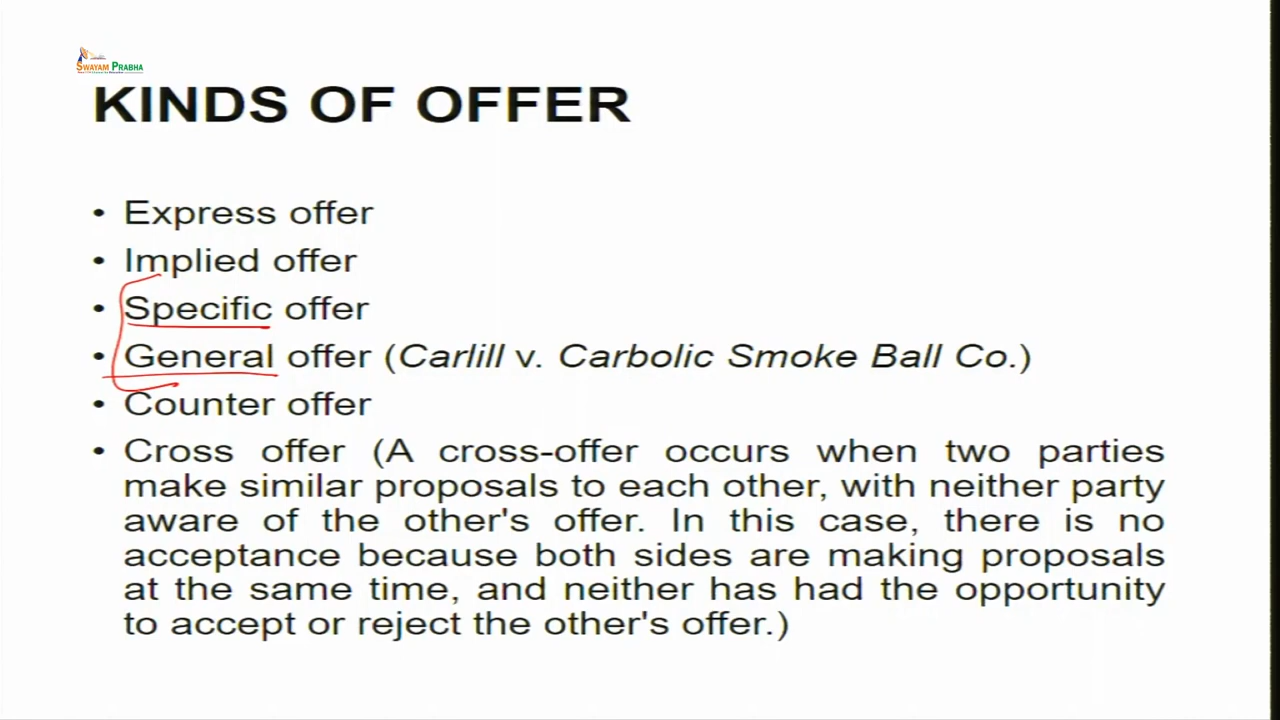 SWAYAM PRABHA
KINDS OF OFFER
• Express offer
• Implied offer
• Specific offer
• General offer (Carlill v. Carbolic Smoke Ball Co.)
• Counter offer
• Cross offer (A cross-offer occurs when two parties
make similar proposals to each other, with neither party
aware of the other's offer. In this case, there is no
acceptance because both sides are making proposals
at the same time, and neither has had the opportunity
to accept or reject the other's offer.)